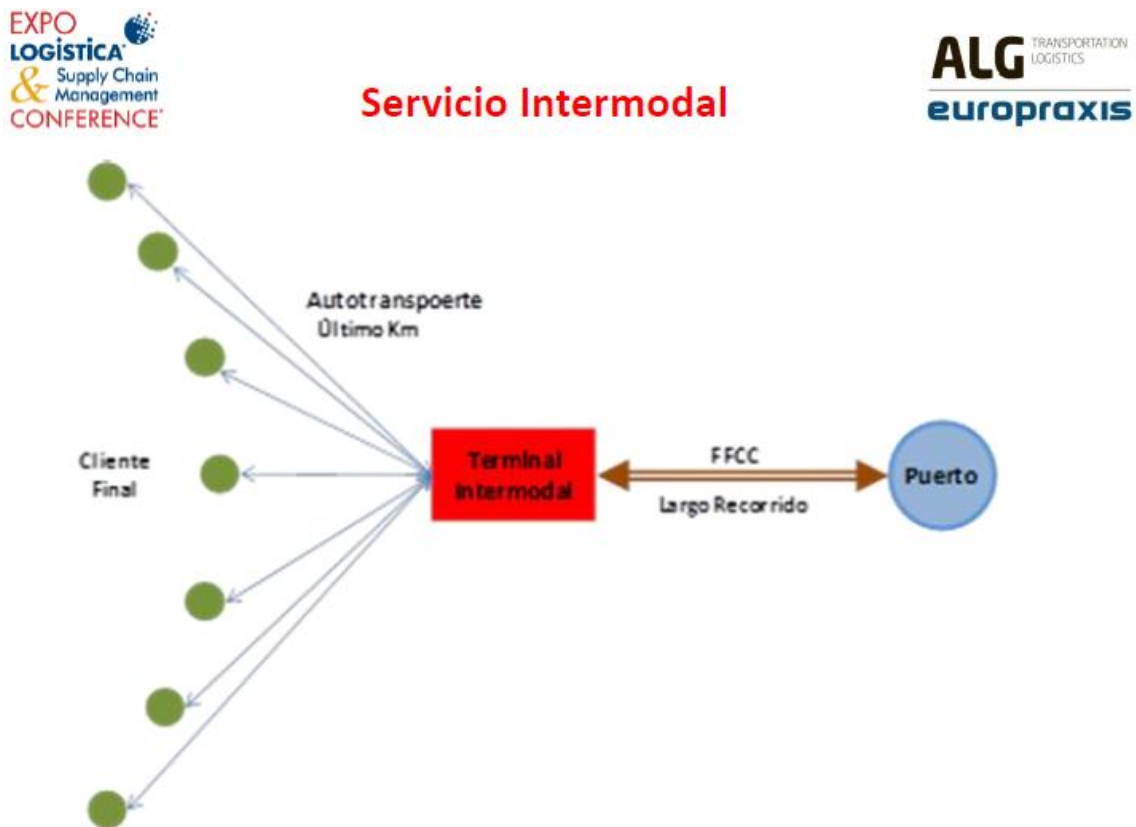 EXPO
LOGÍSTICA
& Supply Chain
Management
CONFERENCE
Servicio Intermodal
ALG TRANSPORTATION
LOGISTICS
europraxis
Autotranspoerte
Último Km
Cliente
Final
Terminal
Intermodal
FFCC
Largo Recorrido
Puerto